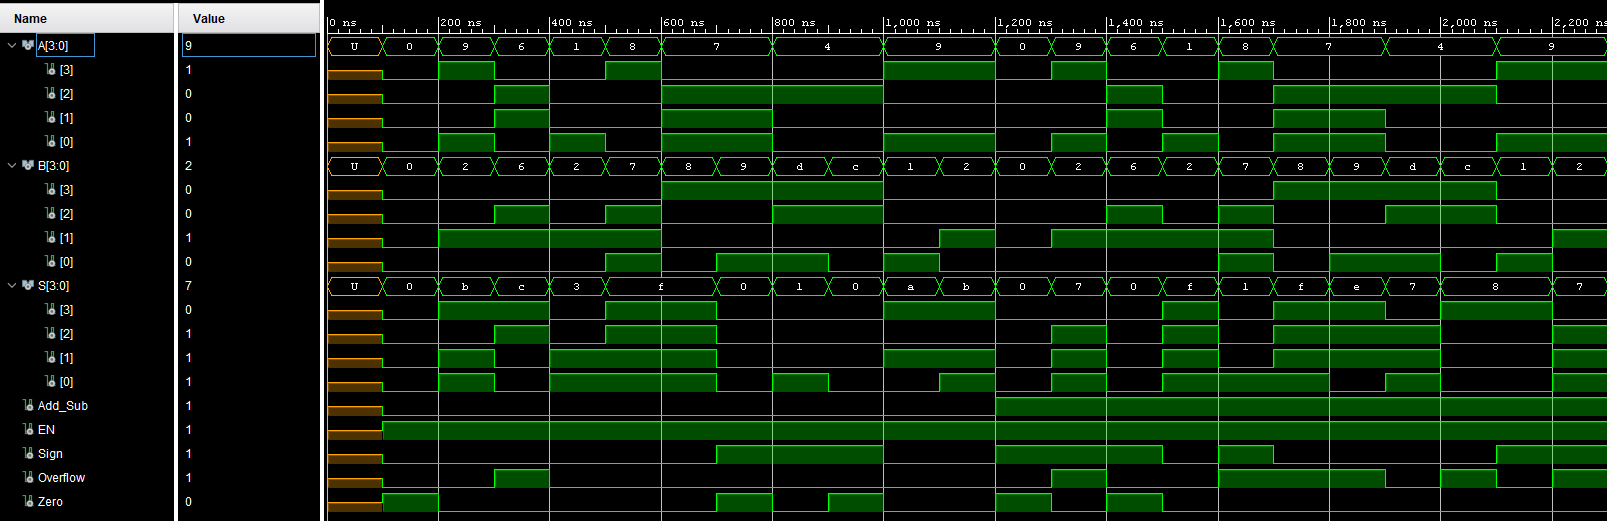 Name Value 0 ns 200 ns 400 ns 600 ns 800 ns 1,000 ns 1,200 ns 1,400 ns 1,600 ns 1,800 ns 2,000 ns 2,200 ns
A[3:0] 9 U 0 9 6 1 8 7 4 9 0 9 6 1 8 7 4 9
[3] 1
[2] 0
[1] 0
[0] 1
B[3:0] 2 U 0 2 6 2 7 8 9 d c 1 2 0 2 6 2 7 8 9 d c 1 2
[3] 0
[2] 0
[1] 1
[0] 0
S[3:0] 7 U 0 b c 3 f 0 1 0 a b 0 7 0 f 1 f e 7 8 7
[3] 0
[2] 1
[1] 1
[0] 1
Add_Sub 1
EN 1
Sign 1
Overflow 1
Zero 0